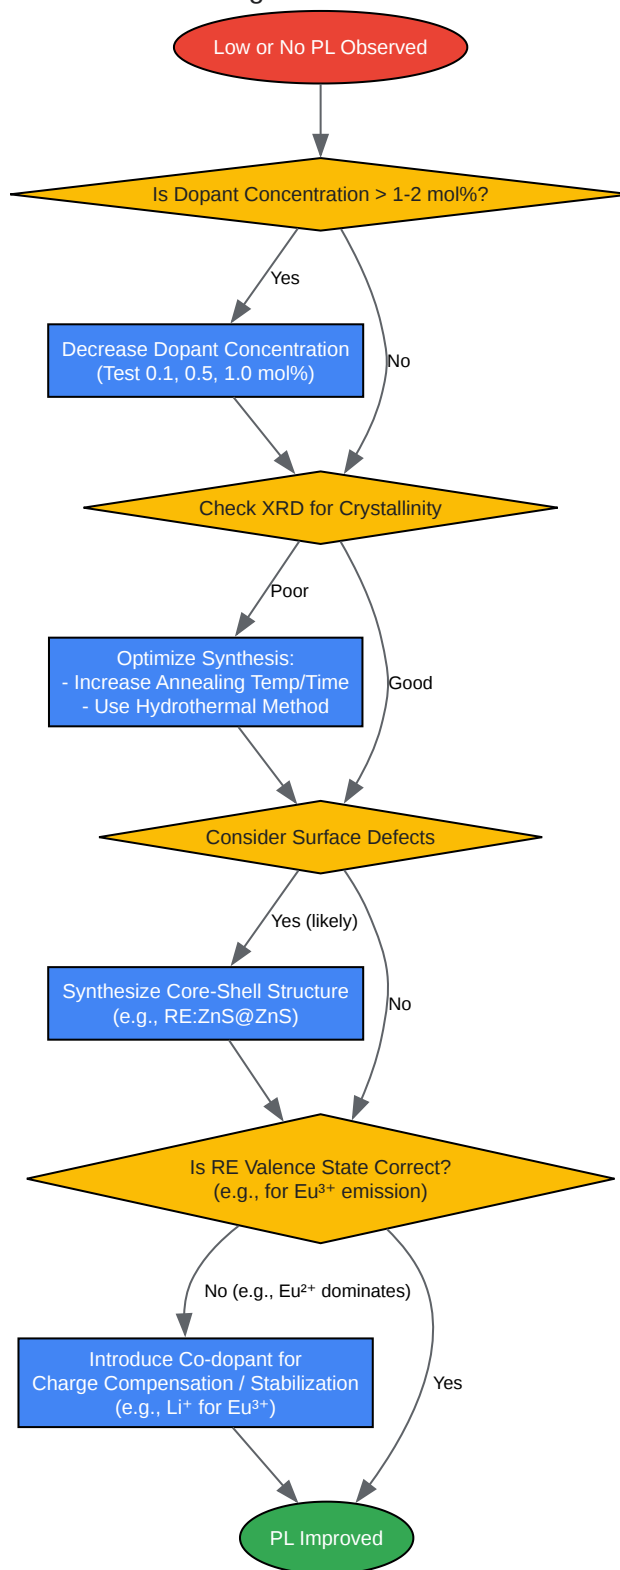 Low or No PL Observed
Is Dopant Concentration > 1-2 mol%?
Yes
Decrease Dopant Concentration
(Test 0.1, 0.5, 1.0 mol%)
No
Check XRD for Crystallinity
Poor
Optimize Synthesis:
- Increase Annealing Temp/Time
- Use Hydrothermal Method
Good
Consider Surface Defects
Yes (likely)
Synthesize Core-Shell Structure
(e.g., RE:ZnS@ZnS)
No
Is RE Valence State Correct?
(e.g., for Eu³⁺ emission)
No (e.g., Eu²⁺ dominates)
Introduce Co-dopant for
Charge Compensation / Stabilization
(e.g., Li⁺ for Eu³⁺)
Yes
PL Improved